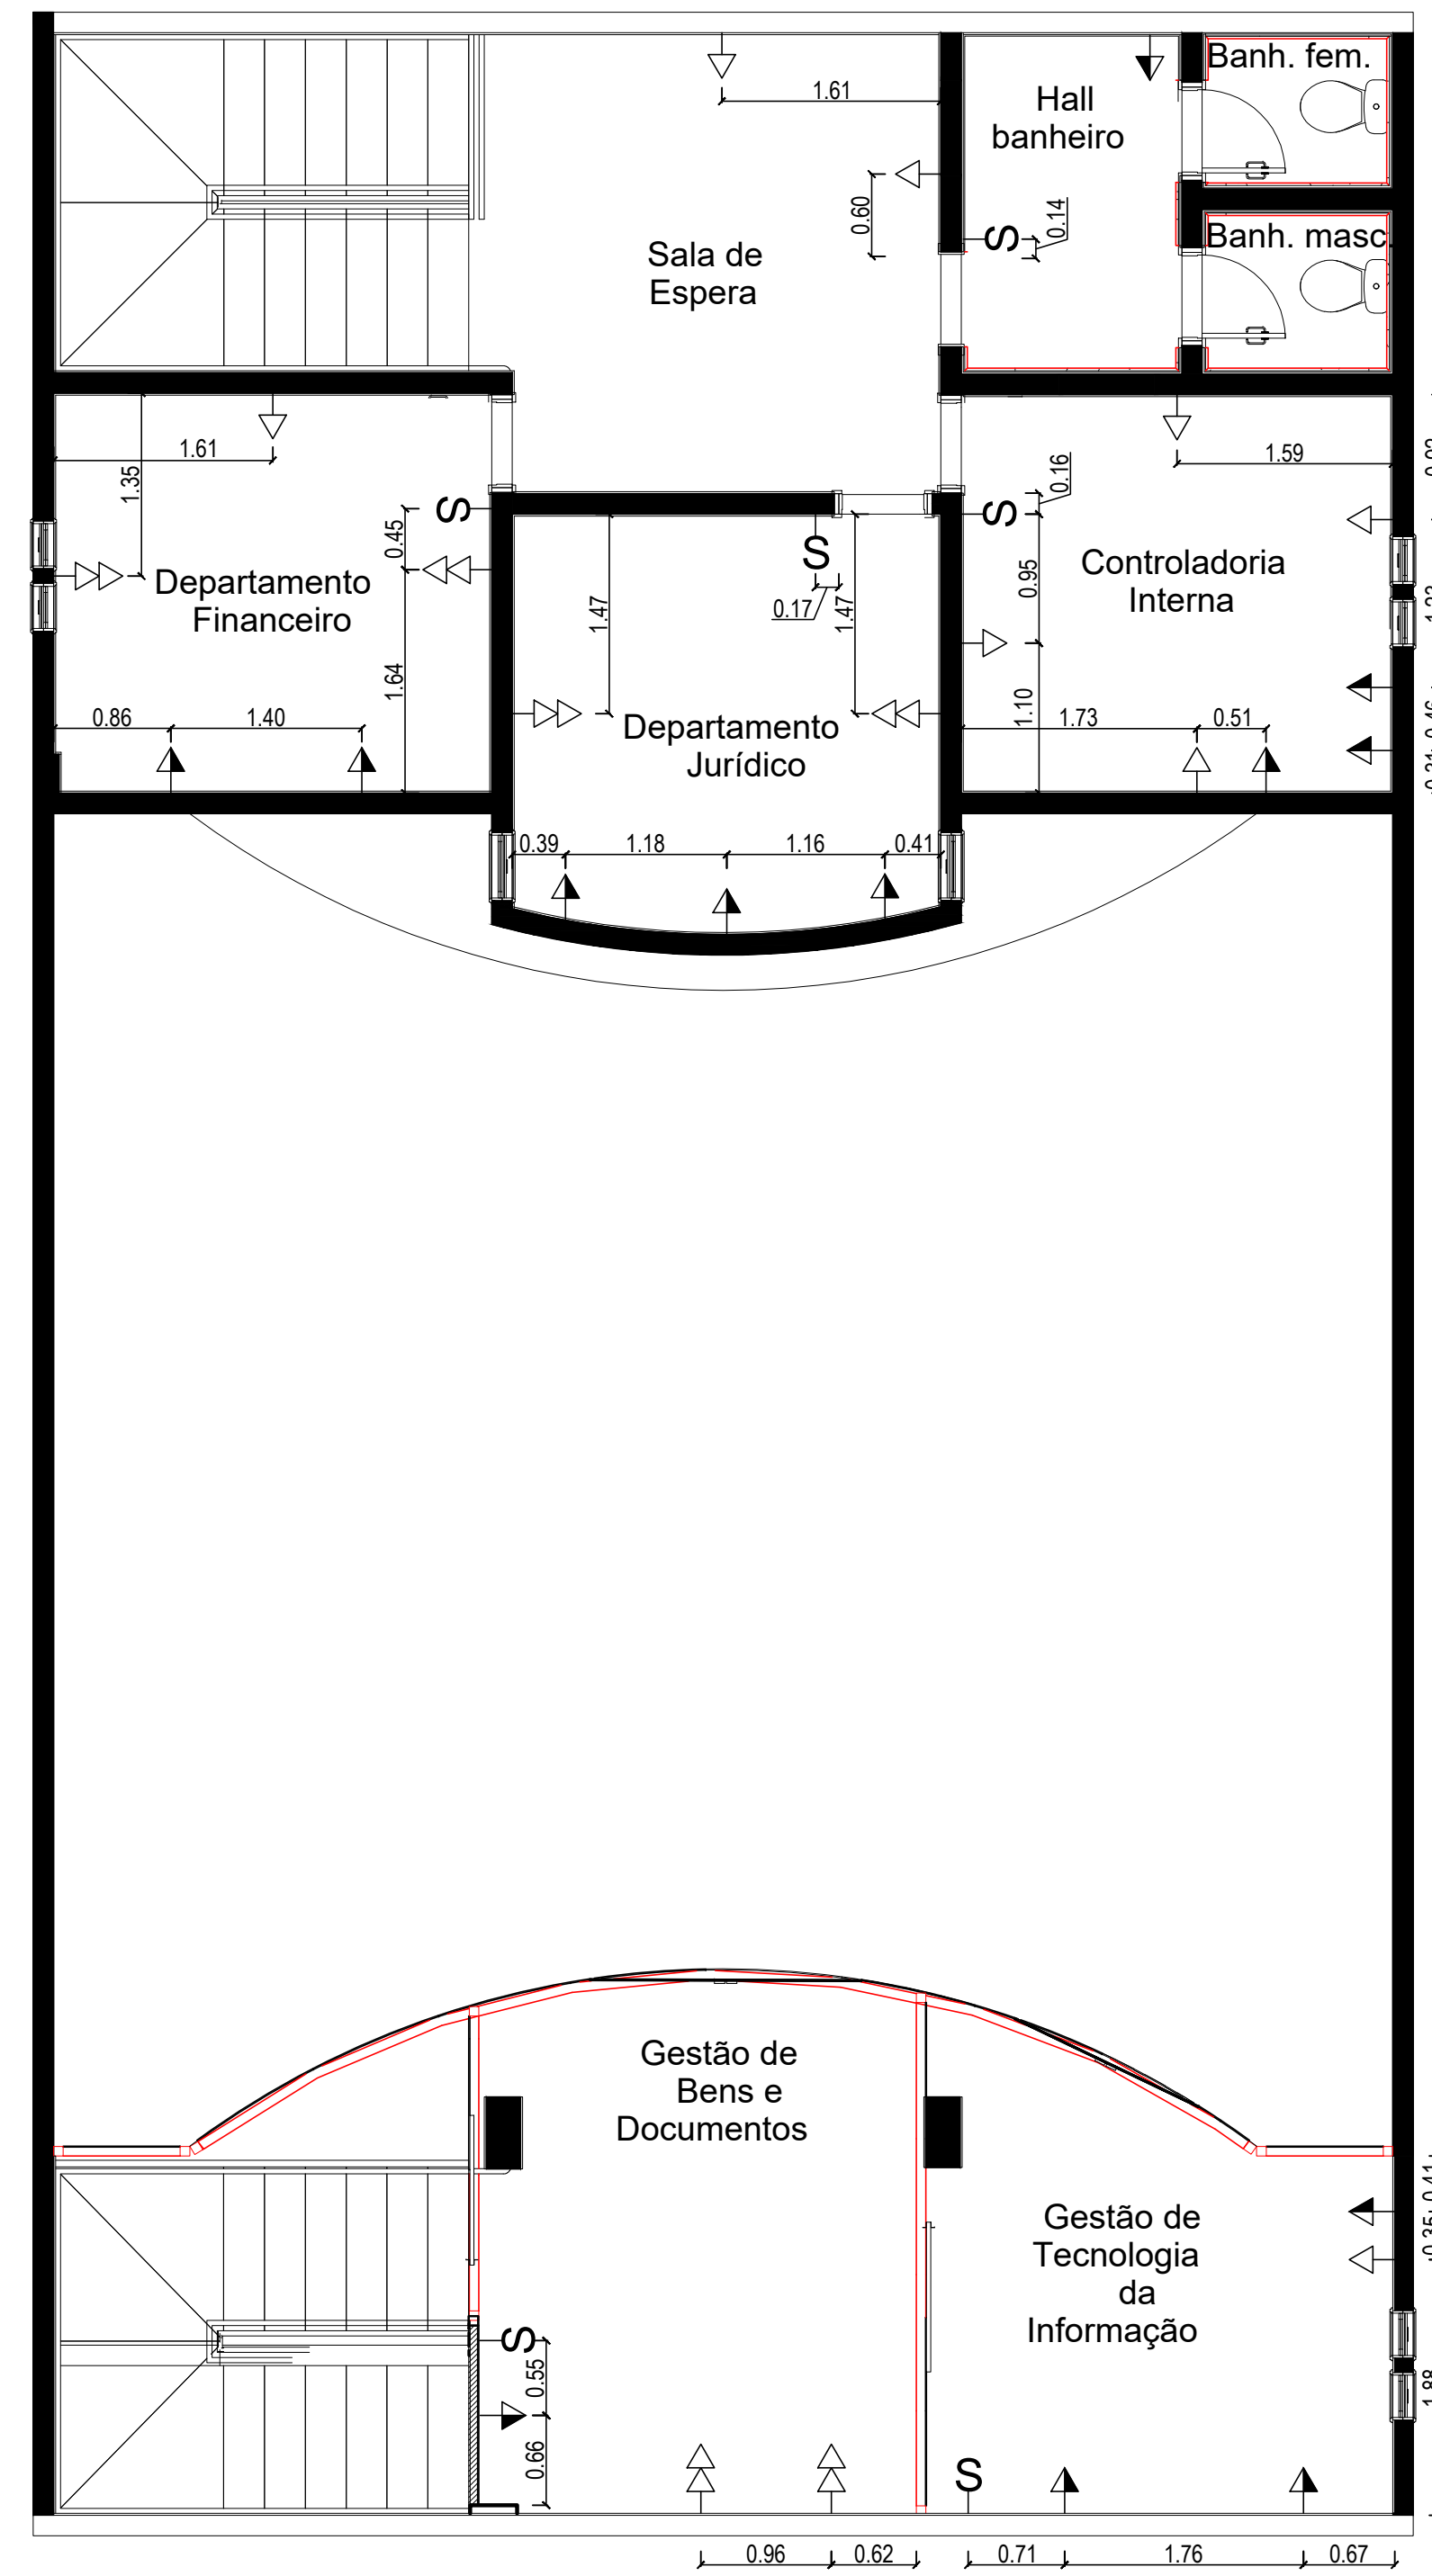 Banh. fem.
1.61
Hall
banheiro
0.60
S
0.14
Banh. masc.
Sala de
Espera
1.61
1.35
1.59
0.16
S
0.45
S
S
0.95
Controladoria
Interna
Departamento
Financeiro
1.47
0.17
1.47
1.64
0.86
1.40
Departamento
Jurídico
1.10
1.73
0.51
0.39
1.18
1.16
0.41
Gestão de
Bens e
Documentos
Gestão de
Tecnologia
da
Informação
S
0.55
0.66
S
0.96
0.62
0.71
1.76
0.67